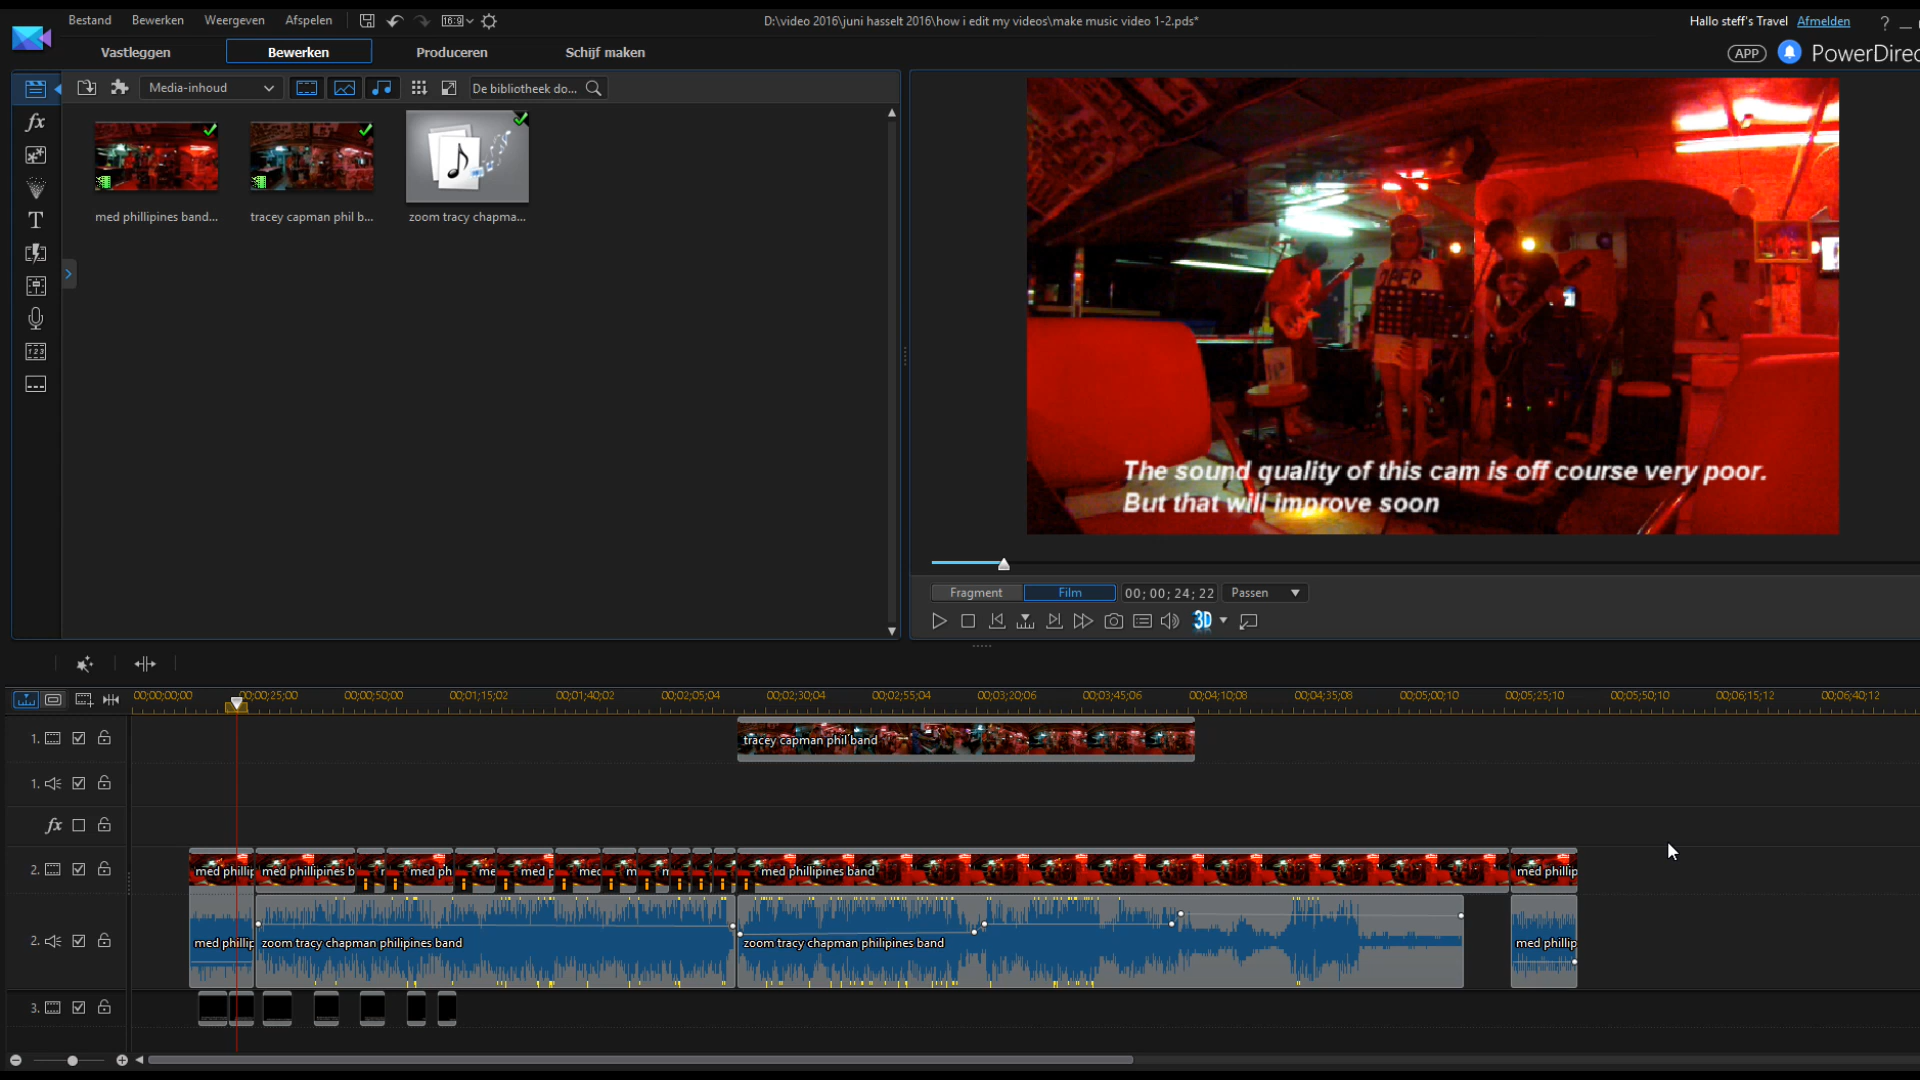 Bestand Bewerken Weergeven Afspelen 16:9 D:\video 2016\juni hasselt 2016\how i edit my videos\make music video 1-2.pds* Hallo steff's Travel Afmelden ?
Vastleggen Bewerken Produceren Schijf maken APP PowerDirec
Media-inhoud De bibliotheek do...
fx
T
med phillipines band... tracey capman phil b... zoom tracy chapma...
The sound quality of this cam is off course very poor.
But that will improve soon
Fragment Film 00; 00; 24; 22 Passen
3D
00;00;00;00 00;00;25;00 00;00;50;00 00;01;15;02 00;01;40;02 00;02;05;04 00;02;30;04 00;02;55;04 00;03;20;06 00;03;45;06 00;04;10;08 00;04;35;08 00;05;00;10 00;05;25;10 00;05;50;10 00;06;15;12 00;06;40;12
1. tracey capman phil band
1.
fx
2. med phillip med phillipines b r med ph me med p med m m r med phillipines band med phillip
2. med phillip zoom tracy chapman philipines band zoom tracy chapman philipines band med phillip
3.